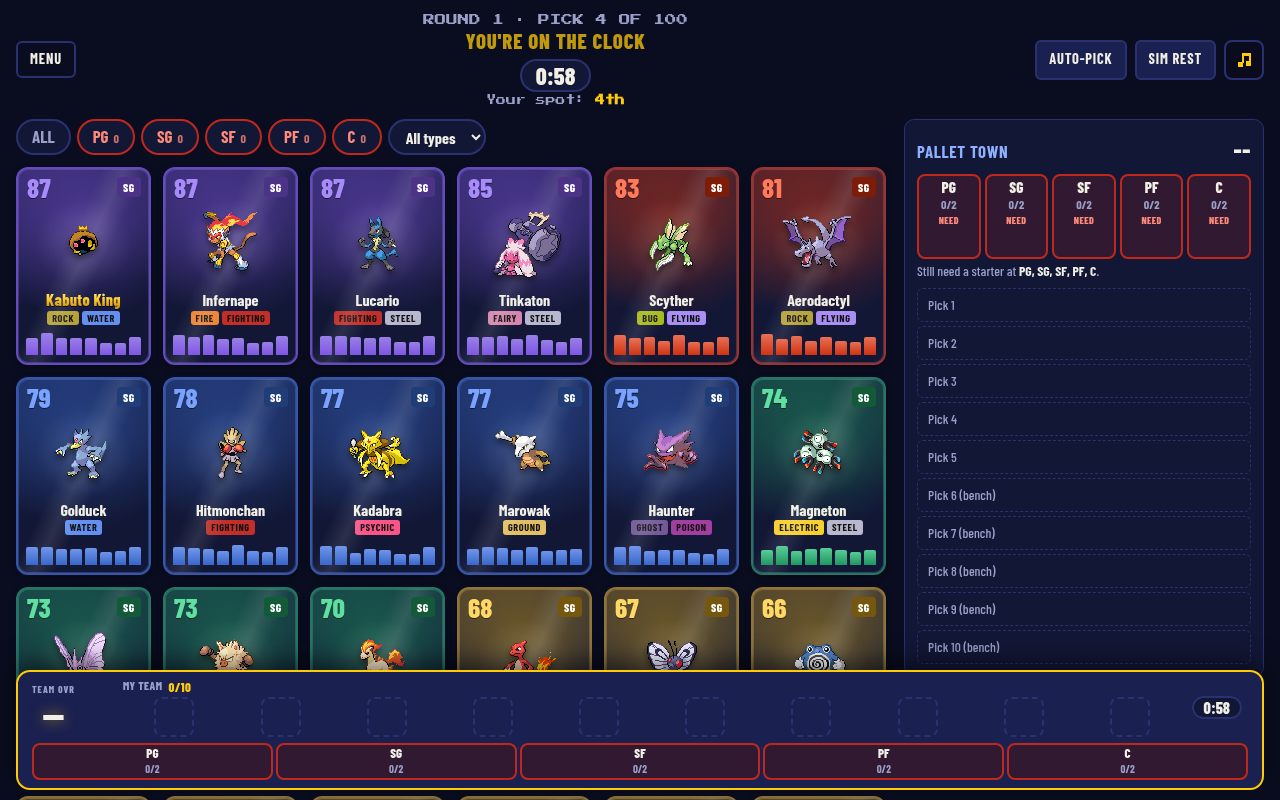 ROUND 1 · PICK 4 OF 100
MENU
YOU'RE ON THE CLOCK
0:58
Your spot: 4th
AUTO-PICK
SIM REST
ALL
PG 0
SG 0
SF 0
PF 0
C 0
All types
87 SG
Kabuto King
ROCK WATER
87 SG
Infernape
FIRE FIGHTING
87 SG
Lucario
FIGHTING STEEL
85 SG
Tinkaton
FAIRY STEEL
83 SG
Scyther
BUG FLYING
81 SG
Aerodactyl
ROCK FLYING
79 SG
Golduck
WATER
78 SG
Hitmonchan
FIGHTING
77 SG
Kadabra
PSYCHIC
77 SG
Marowak
GROUND
75 SG
Haunter
GHOST POISON
74 SG
Magneton
ELECTRIC STEEL
73 SG
73 SG
70 SG
68 SG
67 SG
66 SG
PALLET TOWN --
PG SG SF PF C
0/2 0/2 0/2 0/2 0/2
NEED NEED NEED NEED NEED
Still need a starter at PG, SG, SF, PF, C.
Pick 1
Pick 2
Pick 3
Pick 4
Pick 5
Pick 6 (bench)
Pick 7 (bench)
Pick 8 (bench)
Pick 9 (bench)
Pick 10 (bench)
TEAM OVR
—
MY TEAM 0/10
0:58
PG SG SF PF C
0/2 0/2 0/2 0/2 0/2